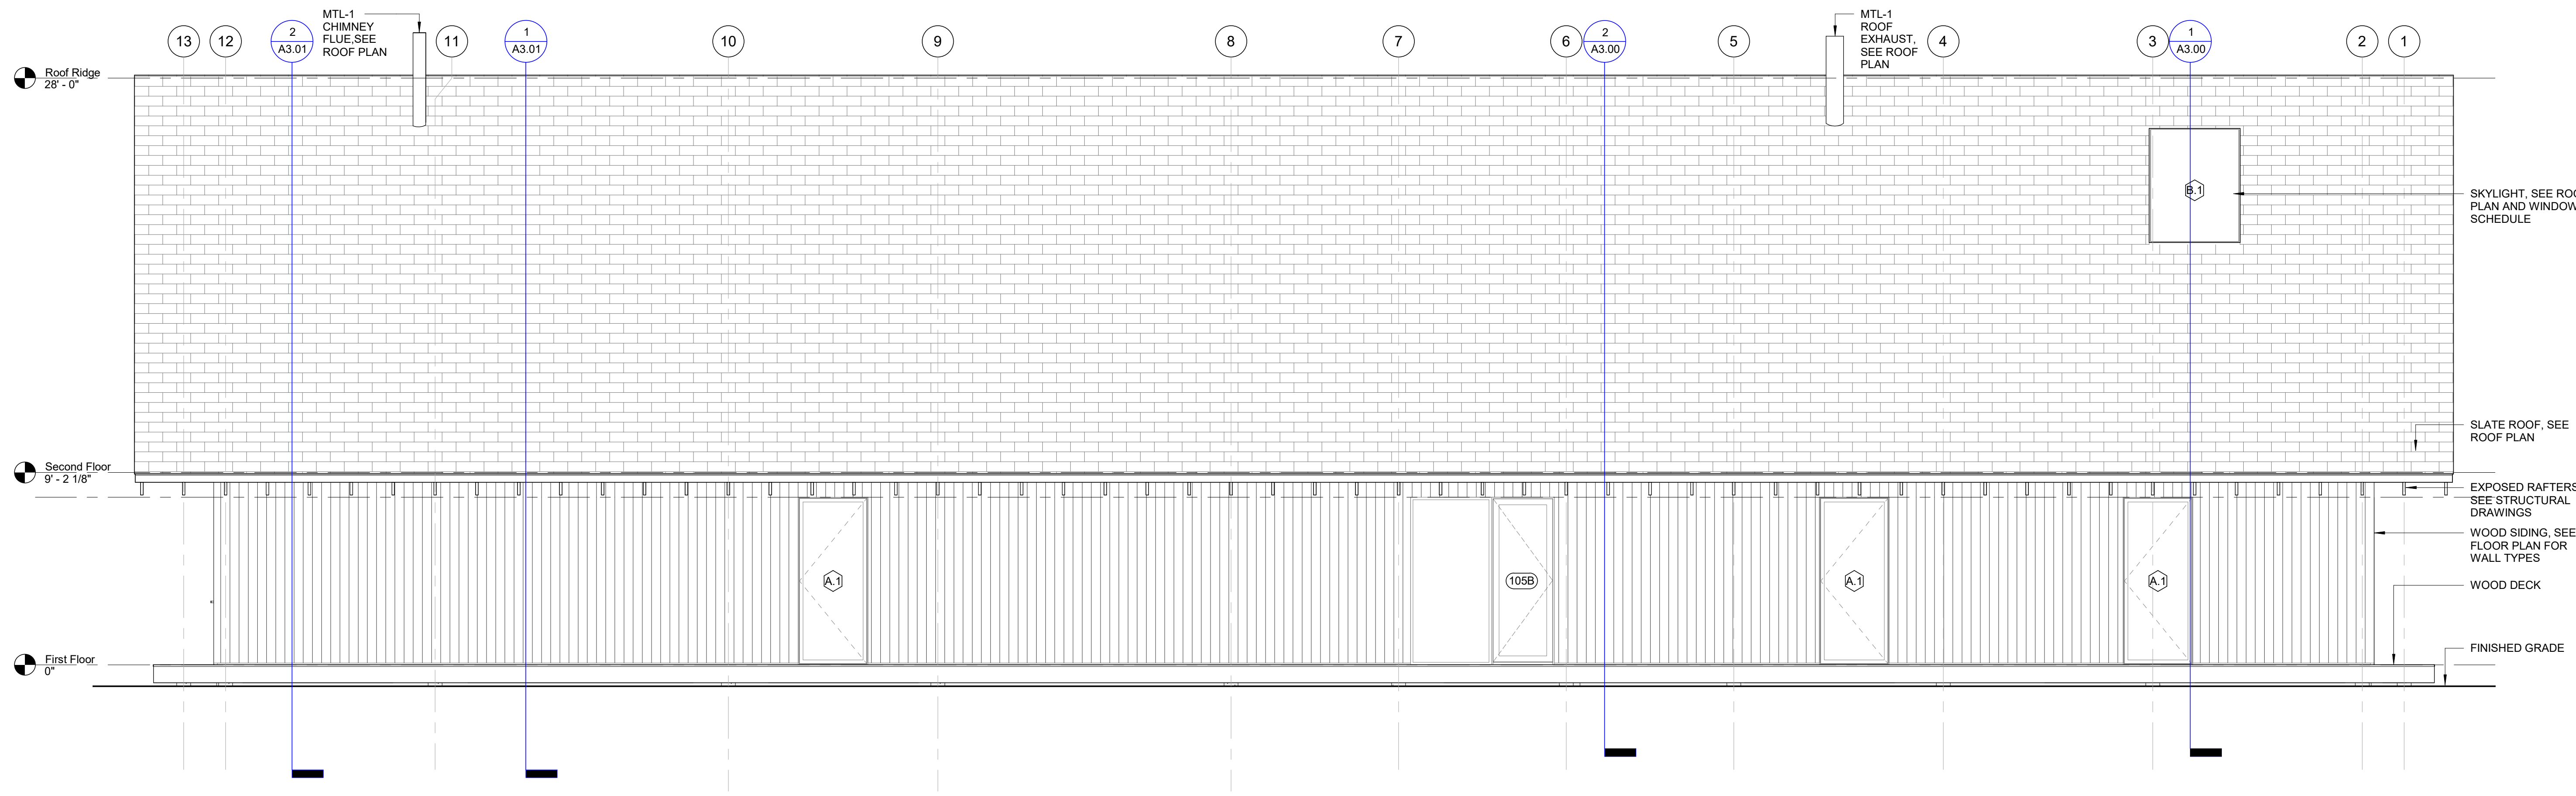 MTL-1
CHIMNEY
FLUE,SEE
ROOF PLAN
MTL-1
ROOF
EXHAUST,
SEE ROOF
PLAN
13
12
2
A3.01
11
1
A3.01
10
9
8
7
6
2
A3.00
5
4
3
1
A3.00
2
1
Roof Ridge
28' - 0"
B.1
SKYLIGHT, SEE ROO
PLAN AND WINDOW
SCHEDULE
SLATE ROOF, SEE
ROOF PLAN
Second Floor
9' - 2 1/8"
EXPOSED RAFTERS
SEE STRUCTURAL
DRAWINGS
WOOD SIDING, SEE
FLOOR PLAN FOR
WALL TYPES
A.1
105B
A.1
A.1
WOOD DECK
First Floor
0"
FINISHED GRADE